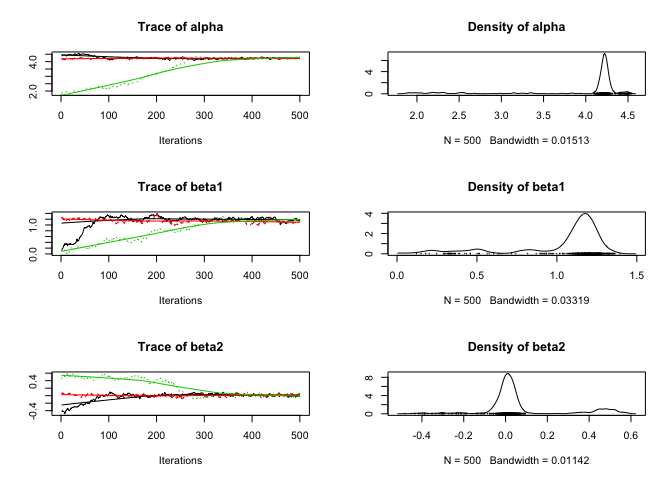 Trace of alpha
4.0
2.0
0 100 200 300 400 500
Iterations
Density of alpha
4
0
2.0 2.5 3.0 3.5 4.0 4.5
N = 500 Bandwidth = 0.01513
Trace of beta1
1.0
0.0
0 100 200 300 400 500
Iterations
Density of beta1
4
2
0
0.0 0.5 1.0 1.5
N = 500 Bandwidth = 0.03319
Trace of beta2
0.4
-0.4
0 100 200 300 400 500
Iterations
Density of beta2
8
4
0
-0.4 -0.2 0.0 0.2 0.4 0.6
N = 500 Bandwidth = 0.01142